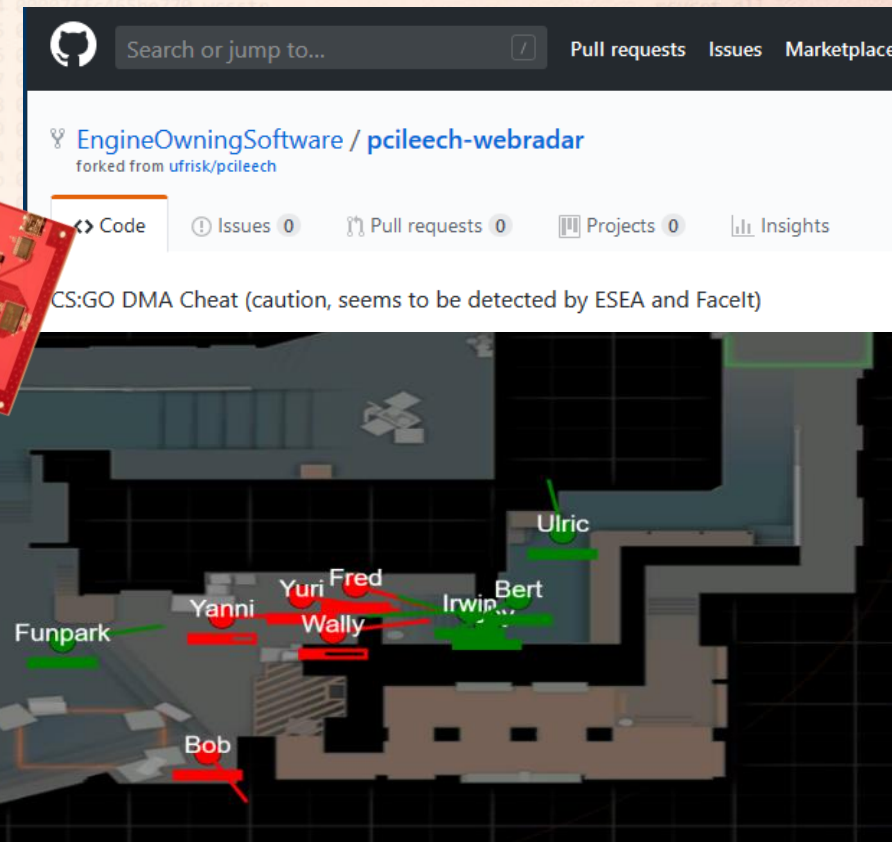 Search or jump to... /
Pull requests Issues Marketplace
EngineOwningSoftware / pcileech-webradar
forked from ufrisk/pcileech
<> Code Issues 0 Pull requests 0 Projects 0 Insights
CS:GO DMA Cheat (caution, seems to be detected by ESEA and FaceIt)
Ulric
Yuri Fred
Bert
Yanni
Irwin
Wally
Funpark
Bob